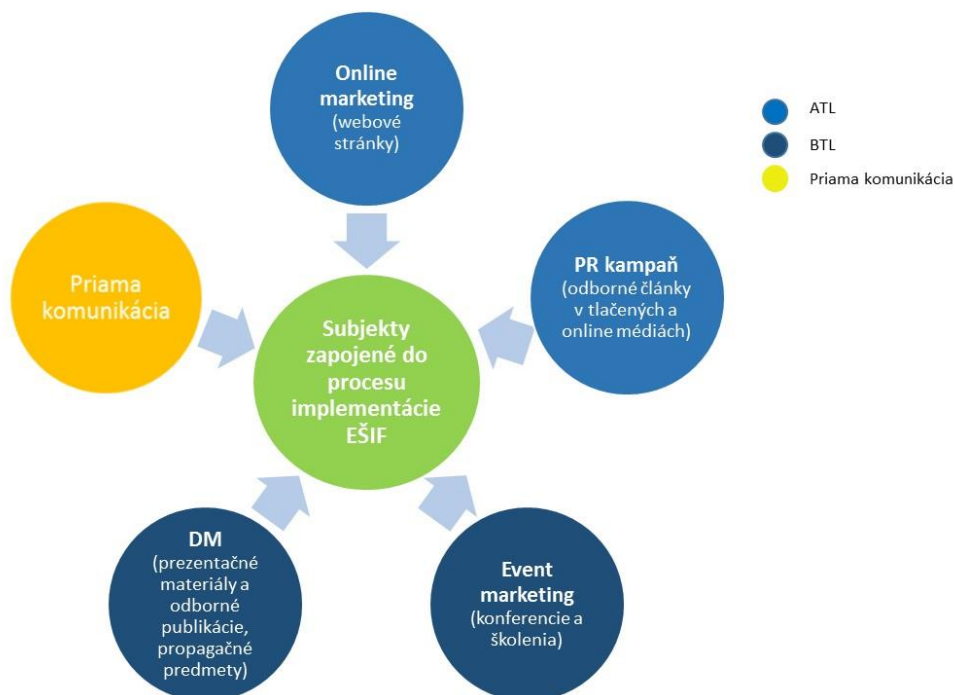 Online
marketing
(webové
stránky)
ATL
BTL
Priama komunikácia
Priama
komunikácia
PR kampaň
(odborné články
v tlačených a
online médiách)
Subjekty
zapojené do
procesu
implementácie
EŠIF
DM
(prezentačné
materiály a
odborné
publikácie,
propagačné
predmety)
Event
marketing
(konferencie a
školenia)